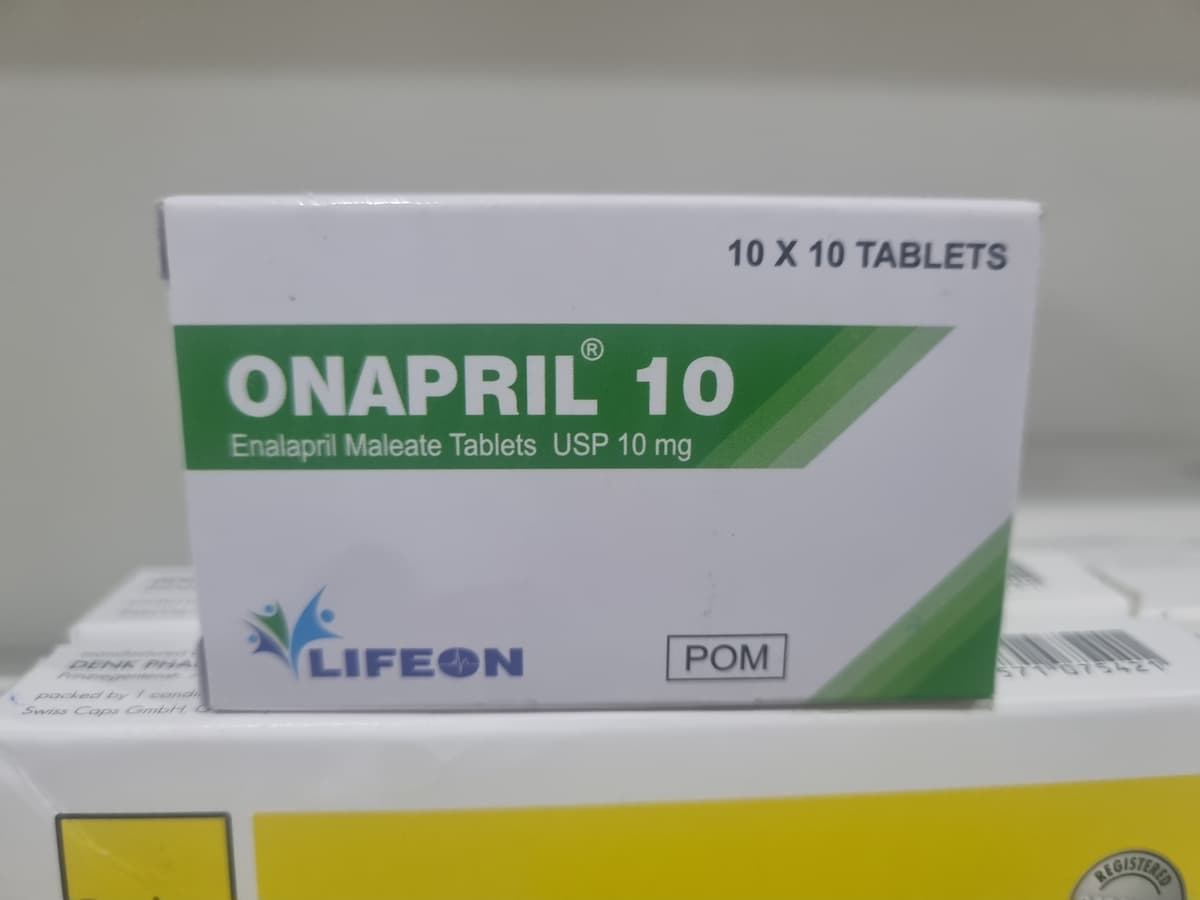 10 X 10 TABLETS
ONAPRIL® 10
Enalapril Maleate Tablets USP 10 mg
LIFEON
POM
DENK PHA
packed by
Swiss Caps GmbH
REGISTERED